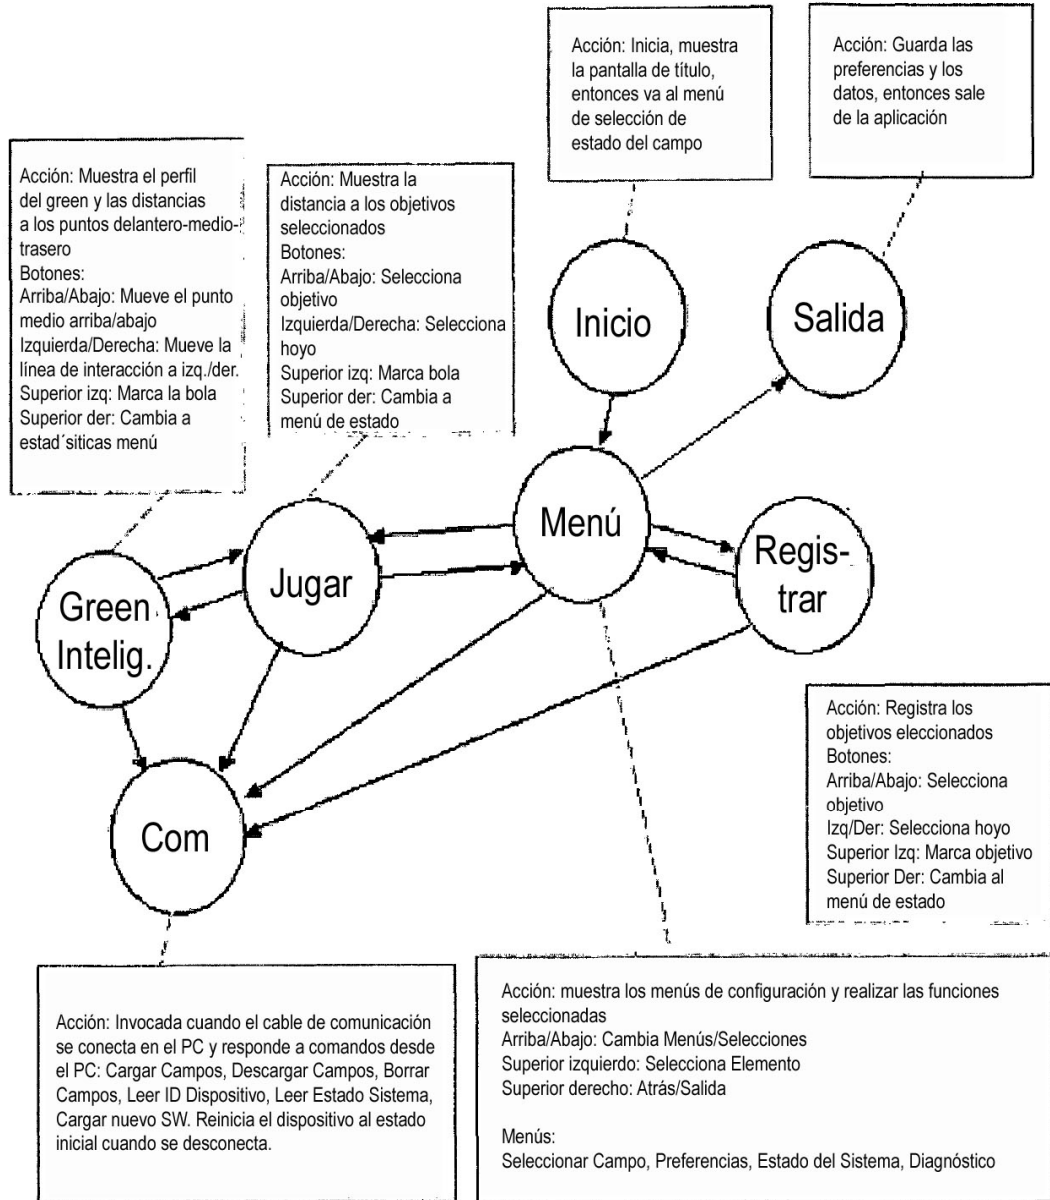 Acción: Inicia, muestra
la pantalla de título,
entonces va al menú
de selección de
estado del campo
Acción: Guarda las
preferencias y los
datos, entonces sale
de la aplicación
Acción: Muestra el perfil
del green y las distancias
a los puntos delantero-medio-
trasero
Botones:
Arriba/Abajo: Mueve el punto
medio arriba/abajo
Izquierda/Derecha: Mueve la
línea de interacción a izq./der.
Superior izq: Marca la bola
Superior der: Cambia a
estad´siticas menú
Acción: Muestra la
distancia a los objetivos
seleccionados
Botones:
Arriba/Abajo: Selecciona
objetivo
Izquierda/Derecha: Selecciona
hoyo
Superior izq: Marca bola
Superior der: Cambia a
menú de estado
Inicio
Salida
Menú
Regis-
trar
Jugar
Green
Intelig.
Com
Acción: Registra los
objetivos eleccionados
Botones:
Arriba/Abajo: Selecciona
objetivo
Izq/Der: Selecciona hoyo
Superior Izq: Marca objetivo
Superior Der: Cambia al
menú de estado
Acción: Invocada cuando el cable de comunicación
se conecta en el PC y responde a comandos desde
el PC: Cargar Campos, Descargar Campos, Borrar
Campos, Leer ID Dispositivo, Leer Estado Sistema,
Cargar nuevo SW. Reinicia el dispositivo al estado
inicial cuando se desconecta.
Acción: muestra los menús de configuración y realizar las funciones
seleccionadas
Arriba/Abajo: Cambia Menús/Selecciones
Superior izquierdo: Selecciona Elemento
Superior derecho: Atrás/Salida
Menús:
Seleccionar Campo, Preferencias, Estado del Sistema, Diagnóstico